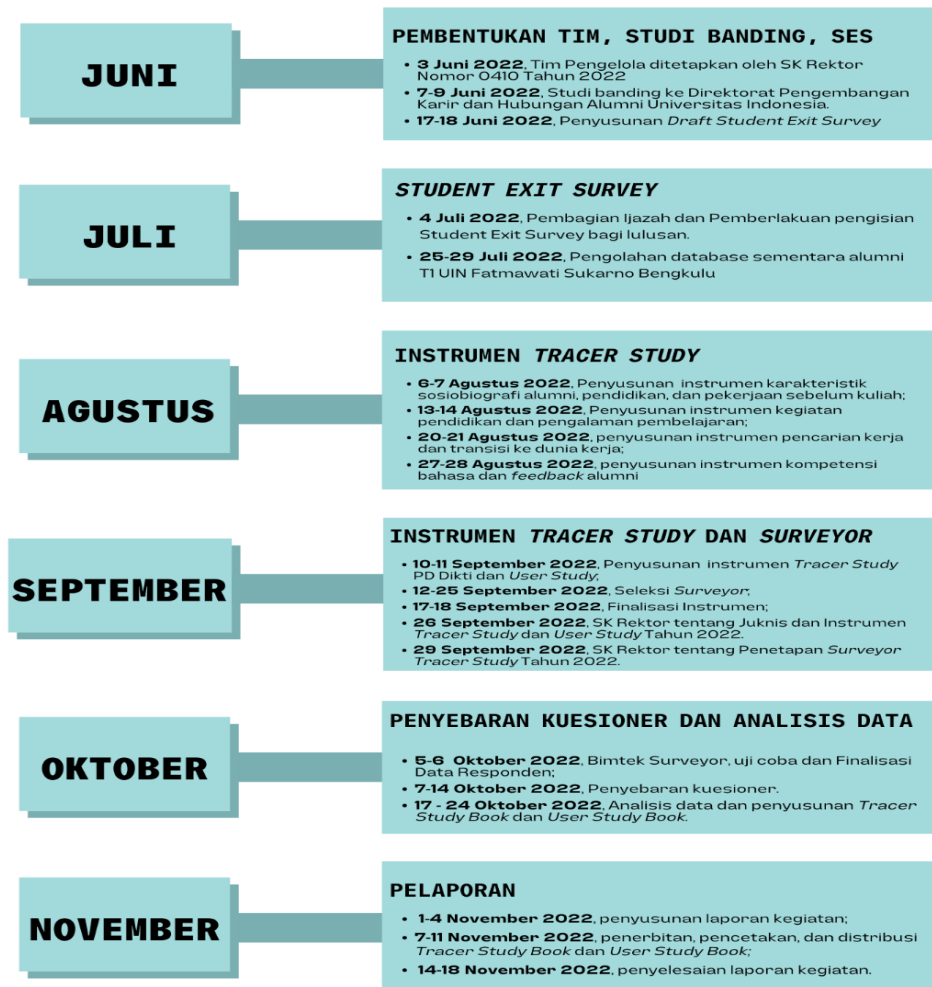 JUNI
PEMBENTUKAN TIM, STUDI BANDING, SES
• 3 Juni 2022, Tim Pengelola ditetapkan oleh SK Rektor
Nomor 0410 Tahun 2022
• 7-9 Juni 2022, Studi banding ke Direktorat Pengembangan
Karir dan Hubungan Alumni Universitas Indonesia.
• 17-18 Juni 2022, Penyusunan Draft Student Exit Survey
JULI
STUDENT EXIT SURVEY
• 4 Juli 2022, Pembagian Ijazah dan Pemberlakuan pengisian
Student Exit Survey bagi lulusan.
• 25-29 Juli 2022, Pengolahan database sementara alumni
T1 UIN Fatmawati Sukarno Bengkulu
AGUSTUS
INSTRUMEN TRACER STUDY
• 6-7 Agustus 2022, Penyusunan instrumen karakteristik
sosiobiografi alumni, pendidikan, dan pekerjaan sebelum kuliah;
• 13-14 Agustus 2022, Penyusunan instrumen kegiatan
pendidikan dan pengalaman pembelajaran;
• 20-21 Agustus 2022, penyusunan instrumen pencarian kerja
dan transisi ke dunia kerja;
• 27-28 Agustus 2022, penyusunan instrumen kompetensi
bahasa dan feedback alumni
SEPTEMBER
INSTRUMEN TRACER STUDY DAN SURVEYOR
• 10-11 September 2022, Penyusunan instrumen Tracer Study
PD Dikti dan User Study;
• 12-25 September 2022, Seleksi Surveyor;
• 17-18 September 2022, Finalisasi Instrumen;
• 26 September 2022, SK Rektor tentang Juknis dan Instrumen
Tracer Study dan User Study Tahun 2022.
• 29 September 2022, SK Rektor tentang Penetapan Surveyor
Tracer Study Tahun 2022.
OKTOBER
PENYEBARAN KUESIONER DAN ANALISIS DATA
• 5-6 Oktober 2022, Bimtek Surveyor, uji coba dan Finalisasi
Data Responden;
• 7-14 Oktober 2022, Penyebaran kuesioner.
• 17 - 24 Oktober 2022, Analisis data dan penyusunan Tracer
Study Book dan User Study Book.
NOVEMBER
PELAPORAN
• 1-4 November 2022, penyusunan laporan kegiatan;
• 7-11 November 2022, penerbitan, pencetakan, dan distribusi
Tracer Study Book dan User Study Book;
• 14-18 November 2022, penyelesaian laporan kegiatan.